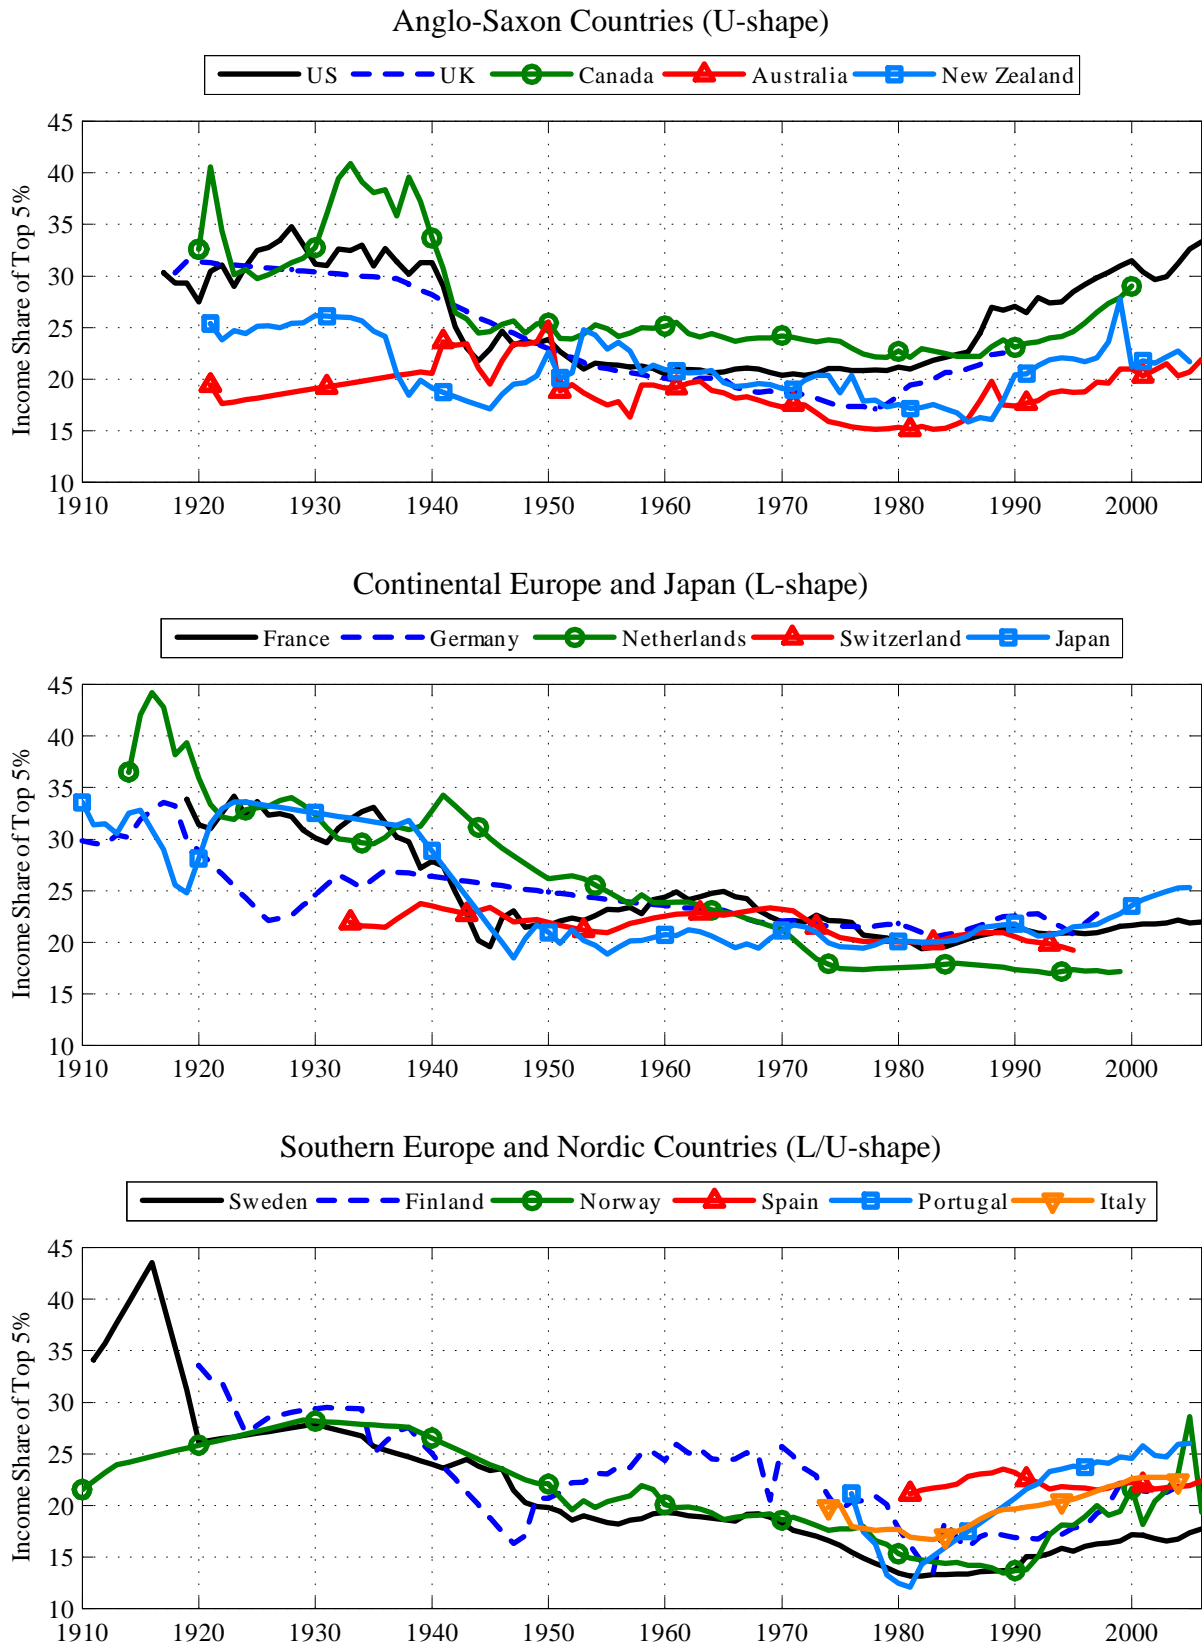 Anglo-Saxon Countries (U-shape)
US UK Canada Australia New Zealand
Income Share of Top 5%
45
40
35
30
25
20
15
10
1910 1920 1930 1940 1950 1960 1970 1980 1990 2000
Continental Europe and Japan (L-shape)
France Germany Netherlands Switzerland Japan
Income Share of Top 5%
45
40
35
30
25
20
15
10
1910 1920 1930 1940 1950 1960 1970 1980 1990 2000
Southern Europe and Nordic Countries (L/U-shape)
Sweden Finland Norway Spain Portugal Italy
Income Share of Top 5%
45
40
35
30
25
20
15
10
1910 1920 1930 1940 1950 1960 1970 1980 1990 2000